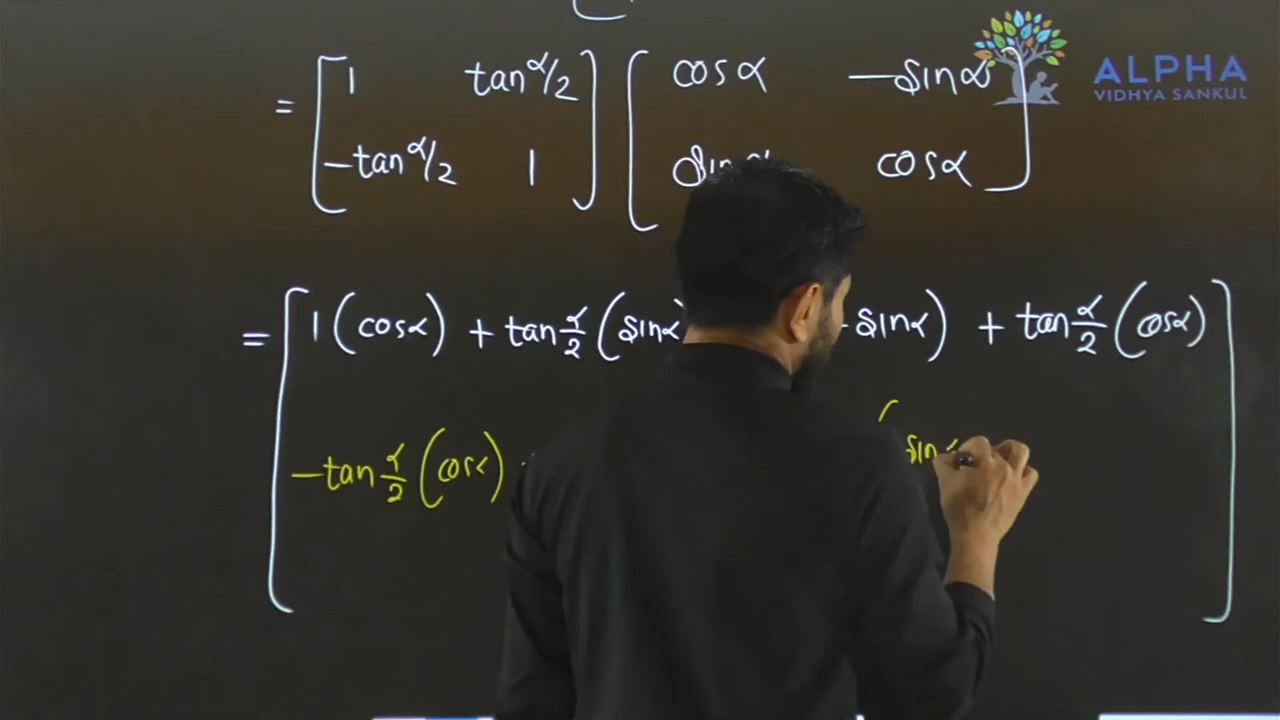 = [ 1 tan α/2 ] [ cos α −sin α ]
ALPHA
VIDHYA SANKUL
−tan α/2 1 cos α
= [ 1 (cos α) + tan α/2 (sin α −sin α) + tan α/2 (cos α) ]
−tan α/2 (cos α) sin